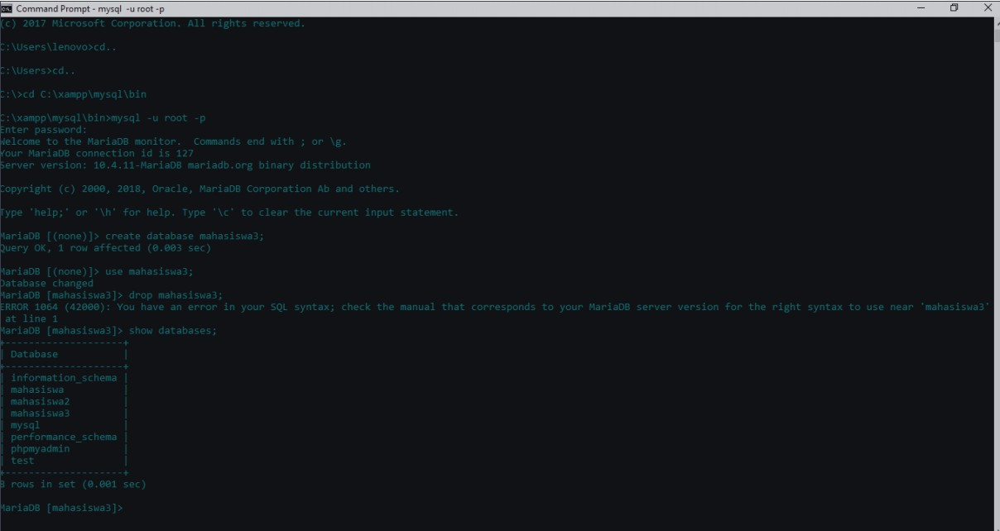 Command Prompt - mysql -u root -p
(c) 2017 Microsoft Corporation. All rights reserved.
C:\Users\lenovo>cd..
C:\Users>cd..
C:\>cd C:\xampp\mysql\bin
C:\xampp\mysql\bin>mysql -u root -p
Enter password:
Welcome to the MariaDB monitor.  Commands end with ; or \g.
Your MariaDB connection id is 127
Server version: 10.4.11-MariaDB mariadb.org binary distribution
Copyright (c) 2000, 2018, Oracle, MariaDB Corporation Ab and others.
Type 'help;' or '\h' for help. Type '\c' to clear the current input statement.
MariaDB [(none)]> create database mahasiswa3;
Query OK, 1 row affected (0.003 sec)
MariaDB [(none)]> use mahasiswa3;
Database changed
MariaDB [mahasiswa3]> drop mahasiswa3;
ERROR 1064 (42000): You have an error in your SQL syntax; check the manual that corresponds to your MariaDB server version for the right syntax to use near 'mahasiswa3'
 at line 1
MariaDB [mahasiswa3]> show databases;
+--------------------+
| Database           |
+--------------------+
| information_schema |
| mahasiswa          |
| mahasiswa2         |
| mahasiswa3         |
| mysql              |
| performance_schema |
| phpmyadmin         |
| test               |
+--------------------+
8 rows in set (0.001 sec)
MariaDB [mahasiswa3]>